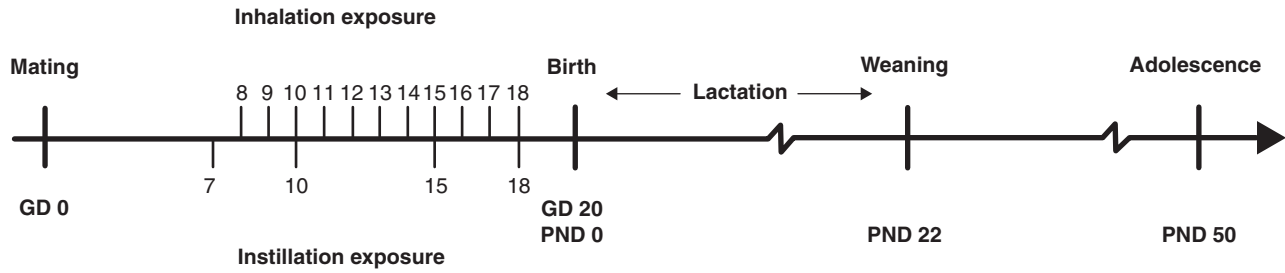 Inhalation exposure
Mating
Birth
Weaning
Adolescence
Lactation
8 9 10 11 12 13 14 15 16 17 18
7 10 15 18
GD 0
GD 20
PND 0
PND 22
PND 50
Instillation exposure